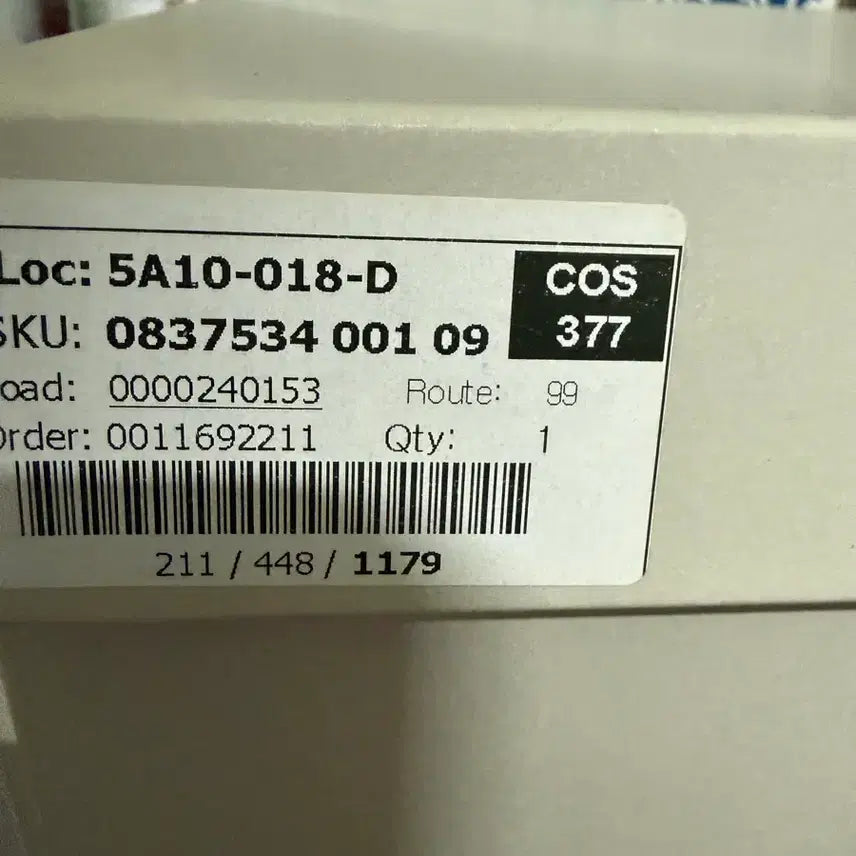 Loc: 5A10-018-D
COS
SKU: 0837534 001 09
377
oad: 0000240153 Route: 99
Order: 0011692211 Qty: 1
211 / 448 / 1179